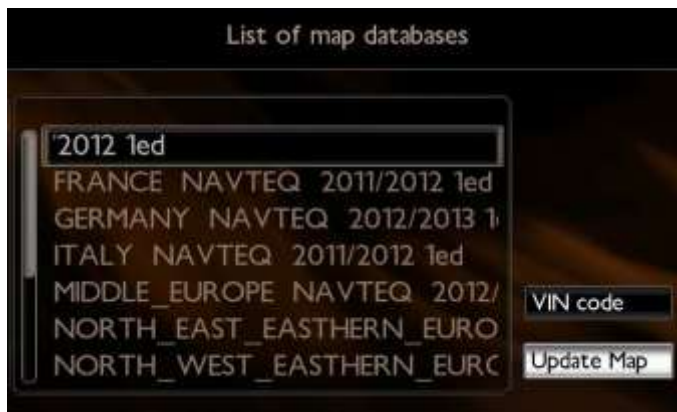 List of map databases
'2012 1ed
FRANCE NAVTEQ 2011/2012 1ed
GERMANY NAVTEQ 2012/2013 1
ITALY NAVTEQ 2011/2012 1ed
MIDDLE_EUROPE NAVTEQ 2012/
NORTH_EAST_EASTHERN_EURO
NORTH_WEST_EASTHERN_EURC
VIN code
Update Map